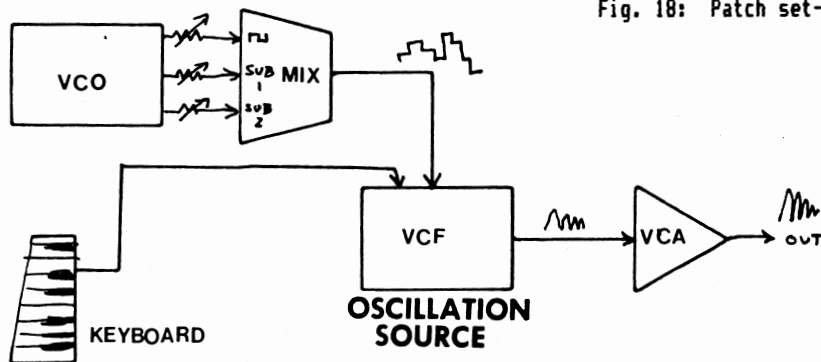 Fig. 18: Patch set-
VCO
SUB
1
SUB
2
MIX
VCF
VCA
OUT
OSCILLATION
SOURCE
KEYBOARD